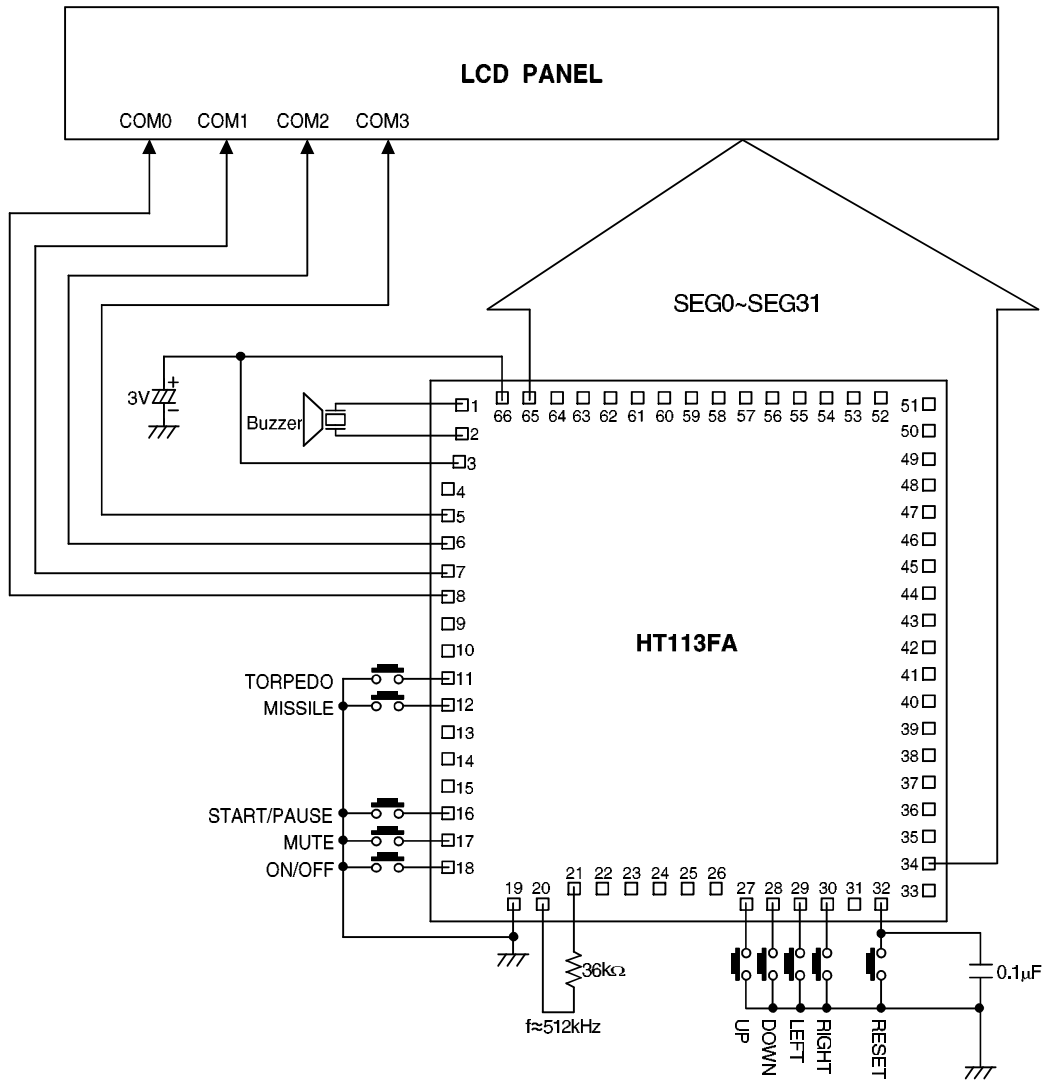 LCD PANEL
COM0 COM1 COM2 COM3
SEG0~SEG31
3V
+
−
Buzzer
1
2
3
4
5
6
7
8
9
10
11
12
13
14
15
16
17
18
66 65 64 63 62 61 60 59 58 57 56 55 54 53 52
51
50
49
48
47
46
45
44
43
42
41
40
39
38
37
36
35
34
33
HT113FA
TORPEDO
MISSILE
START/PAUSE
MUTE
ON/OFF
19 20 21 22 23 24 25 26 27 28 29 30 31 32
36kΩ
f≈512kHz
0.1μF
UP
DOWN
LEFT
RIGHT
RESET